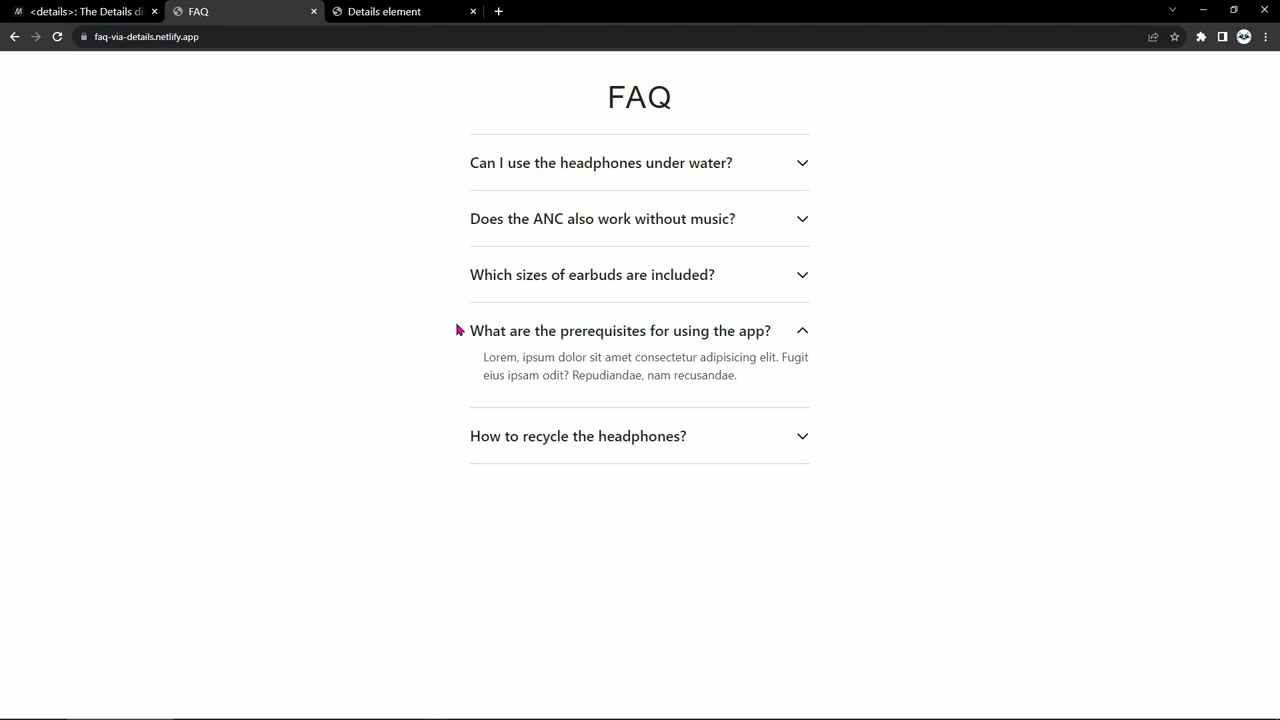 <details>: The Details di
FAQ
Details element
faq-via-details.netlify.app
FAQ
Can I use the headphones under water?
Does the ANC also work without music?
Which sizes of earbuds are included?
What are the prerequisites for using the app?
Lorem, ipsum dolor sit amet consectetur adipisicing elit. Fugit
eius ipsam odit? Repudiandae, nam recusandae.
How to recycle the headphones?